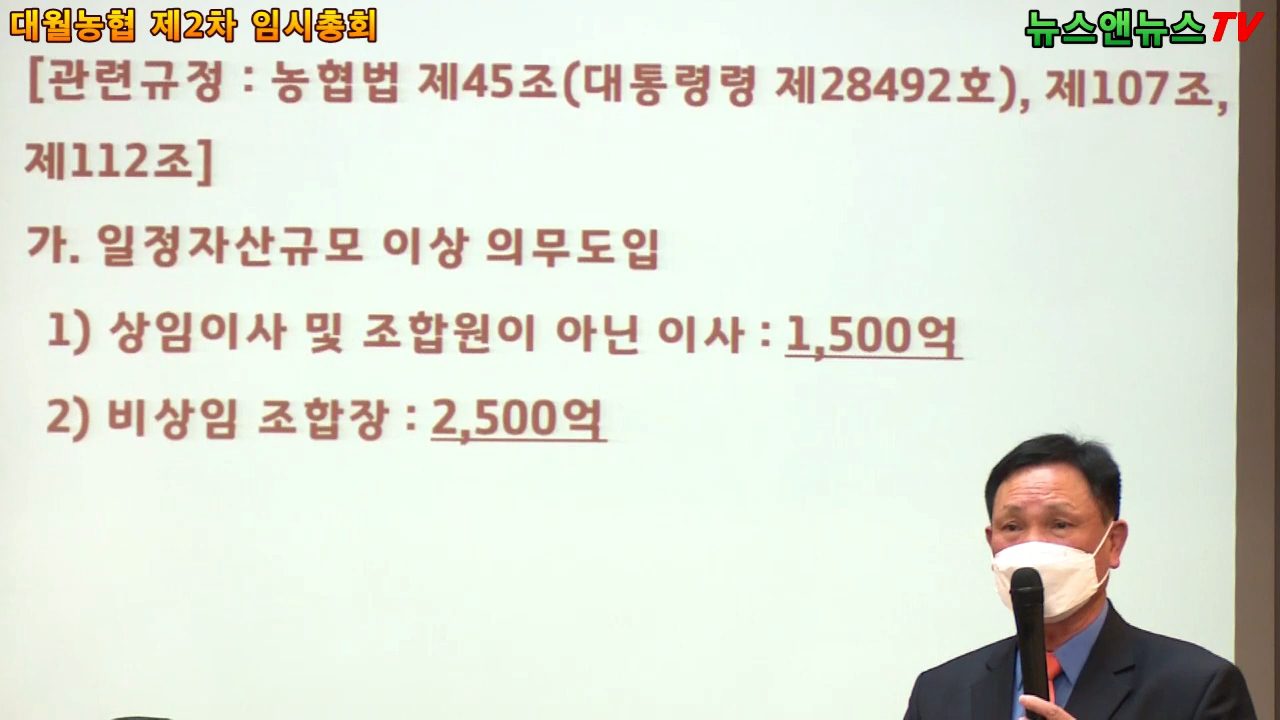 대월농협 제2차 임시총회
뉴스앤뉴스TV
[관련규정 : 농협법 제45조(대통령령 제28492호), 제107조,
제112조]
가. 일정자산규모 이상 의무도입
1) 상임이사 및 조합원이 아닌 이사 : 1,500억
2) 비상임 조합장 : 2,500억